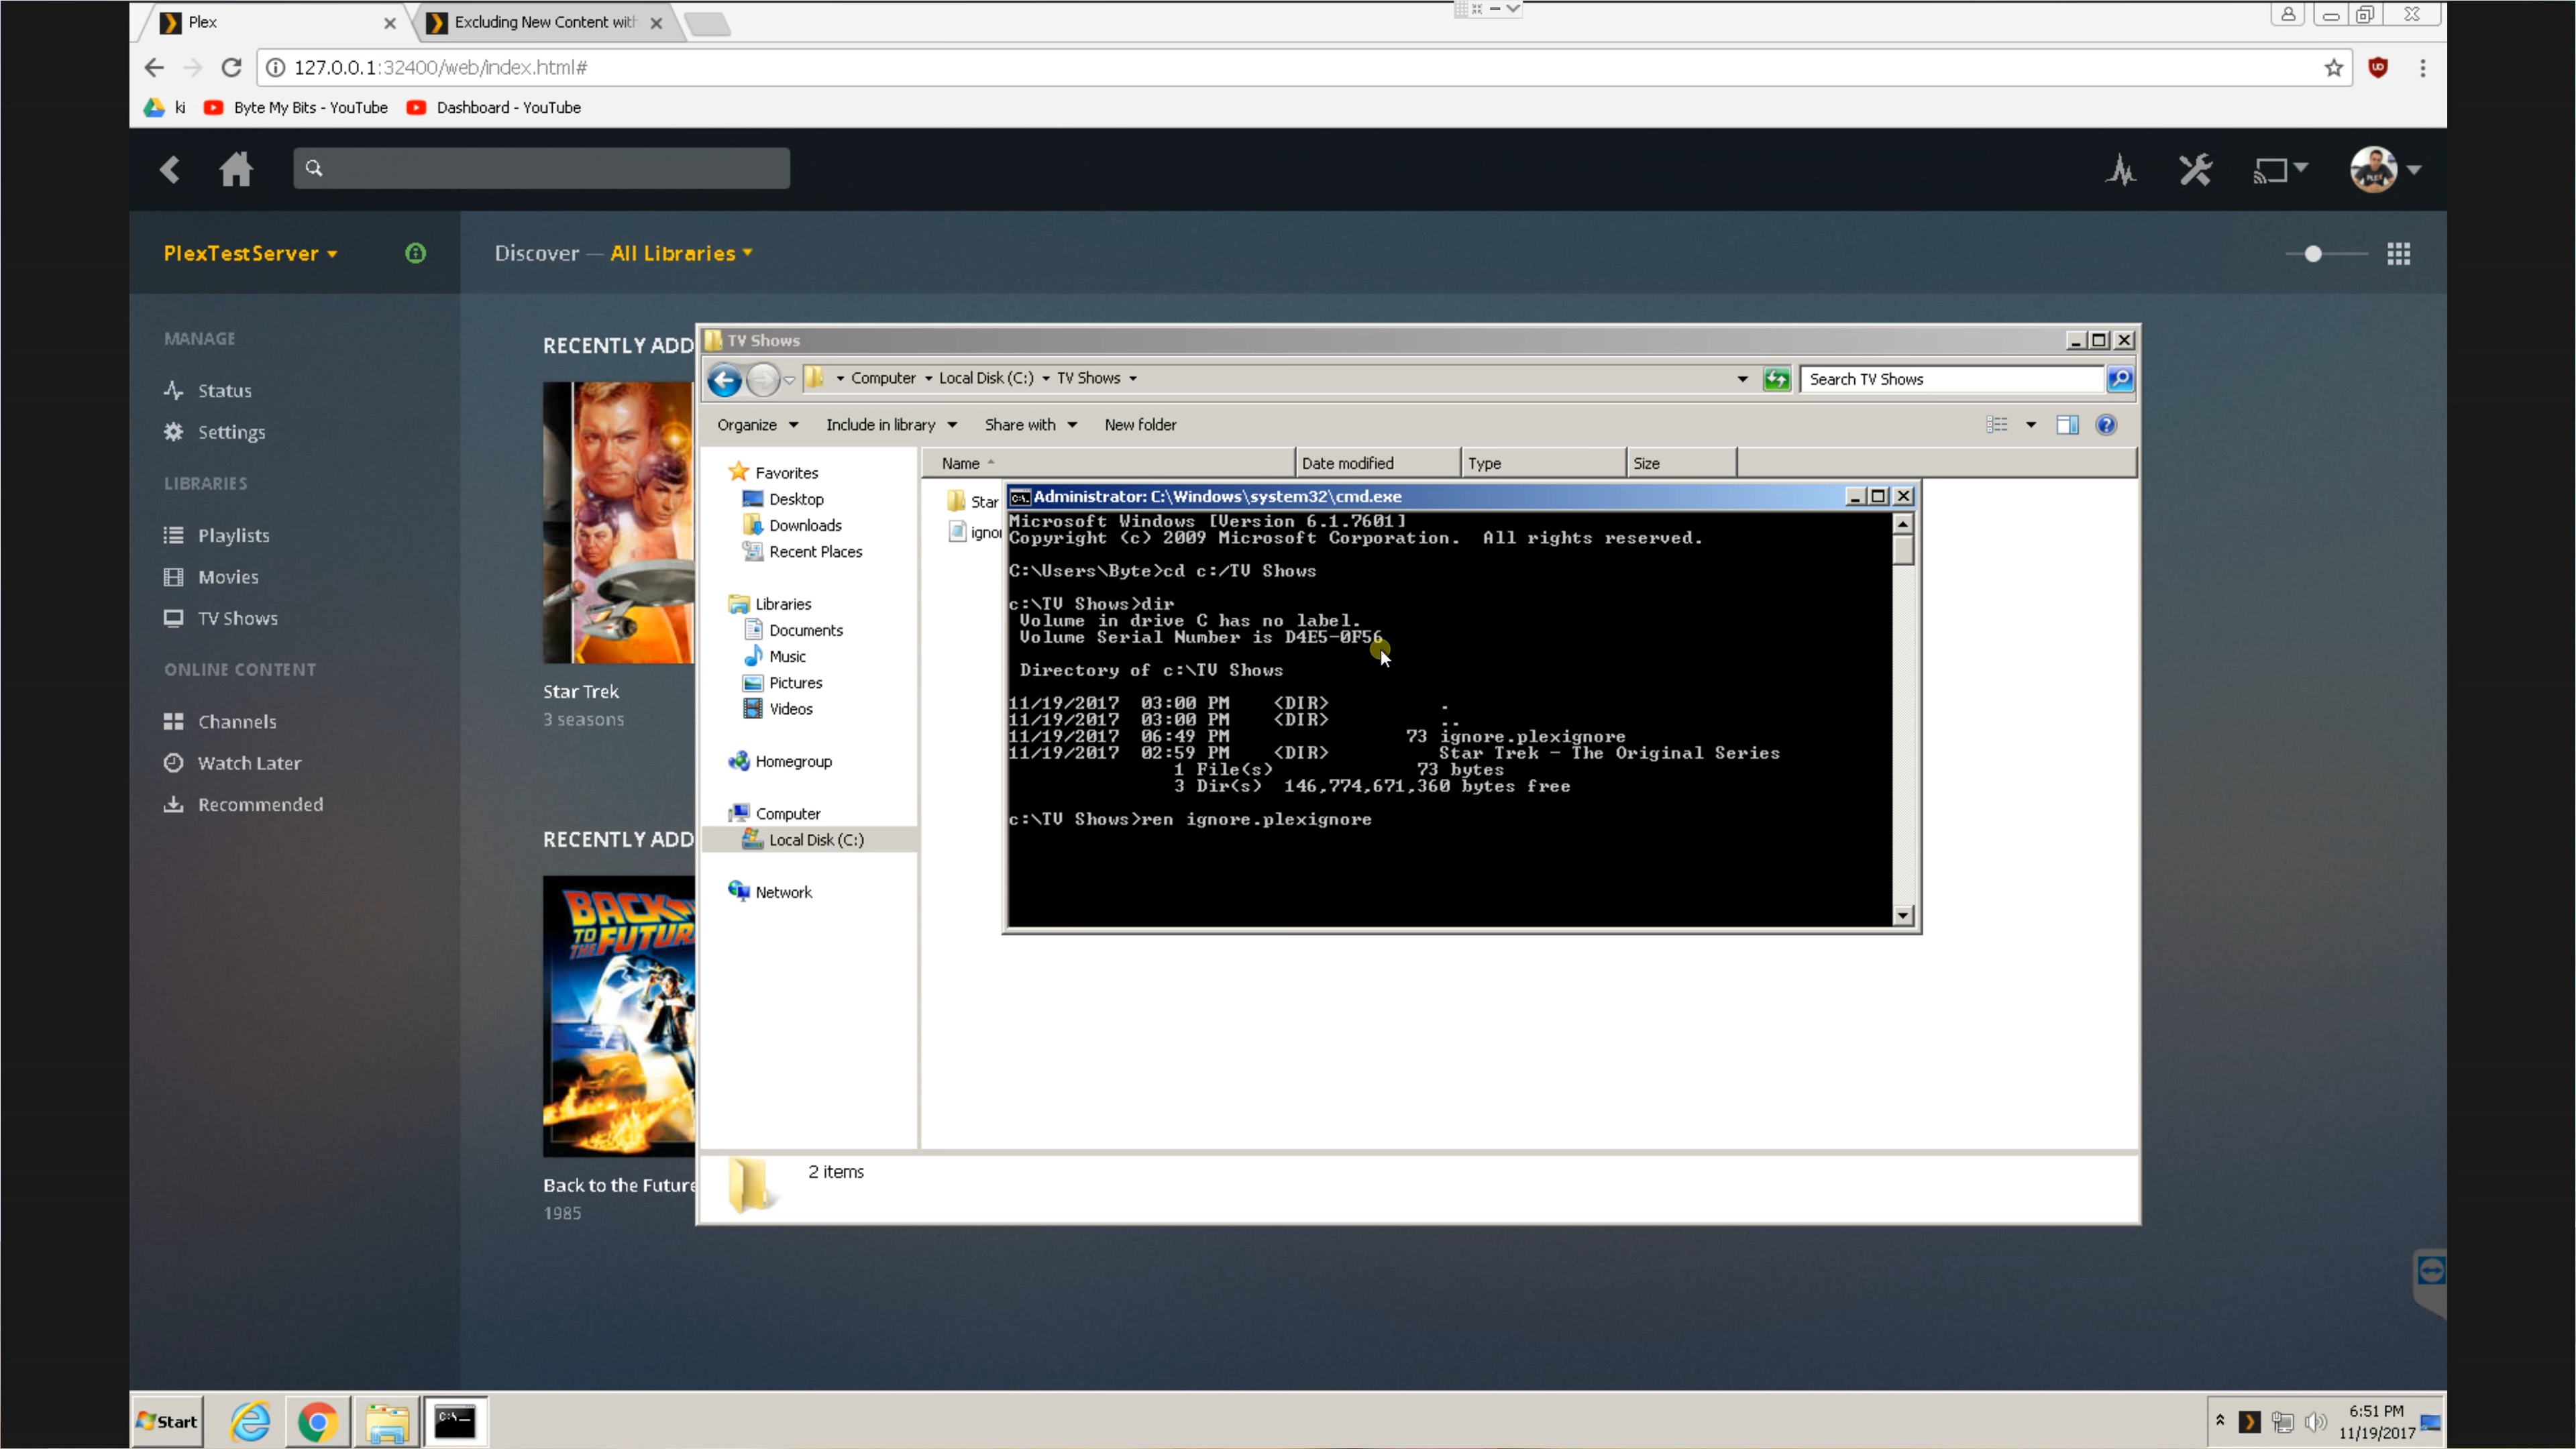 Plex
Excluding New Content with
127.0.0.1:32400/web/index.html#
ki
Byte My Bits - YouTube
Dashboard - YouTube
PlexTestServer
Discover — All Libraries
MANAGE
Status
Settings
LIBRARIES
Playlists
Movies
TV Shows
ONLINE CONTENT
Channels
Watch Later
Recommended
RECENTLY ADD
Star Trek
3 seasons
RECENTLY ADD
BACK
TO
THE FUTUR
Back to the Future
1985
TV Shows
Computer
Local Disk (C:)
TV Shows
Search TV Shows
Organize
Include in library
Share with
New folder
Name
Date modified
Type
Size
Favorites
Desktop
Downloads
Recent Places
Libraries
Documents
Music
Pictures
Videos
Homegroup
Computer
Local Disk (C:)
Network
Star
ignor
2 items
Administrator: C:\Windows\system32\cmd.exe
Microsoft Windows [Version 6.1.7601]
Copyright (c) 2009 Microsoft Corporation.  All rights reserved.
C:\Users\Byte>cd c:/TV Shows
c:\TV Shows>dir
Volume in drive C has no label.
Volume Serial Number is D4E5-0F56
Directory of c:\TV Shows
11/19/2017  03:00 PM    <DIR>          .
11/19/2017  03:00 PM    <DIR>          ..
11/19/2017  06:49 PM                73 ignore.plexignore
11/19/2017  02:59 PM    <DIR>          Star Trek - The Original Series
1 File(s)             73 bytes
3 Dir(s)  146,774,671,360 bytes free
c:\TV Shows>ren ignore.plexignore
Start
6:51 PM
11/19/2017